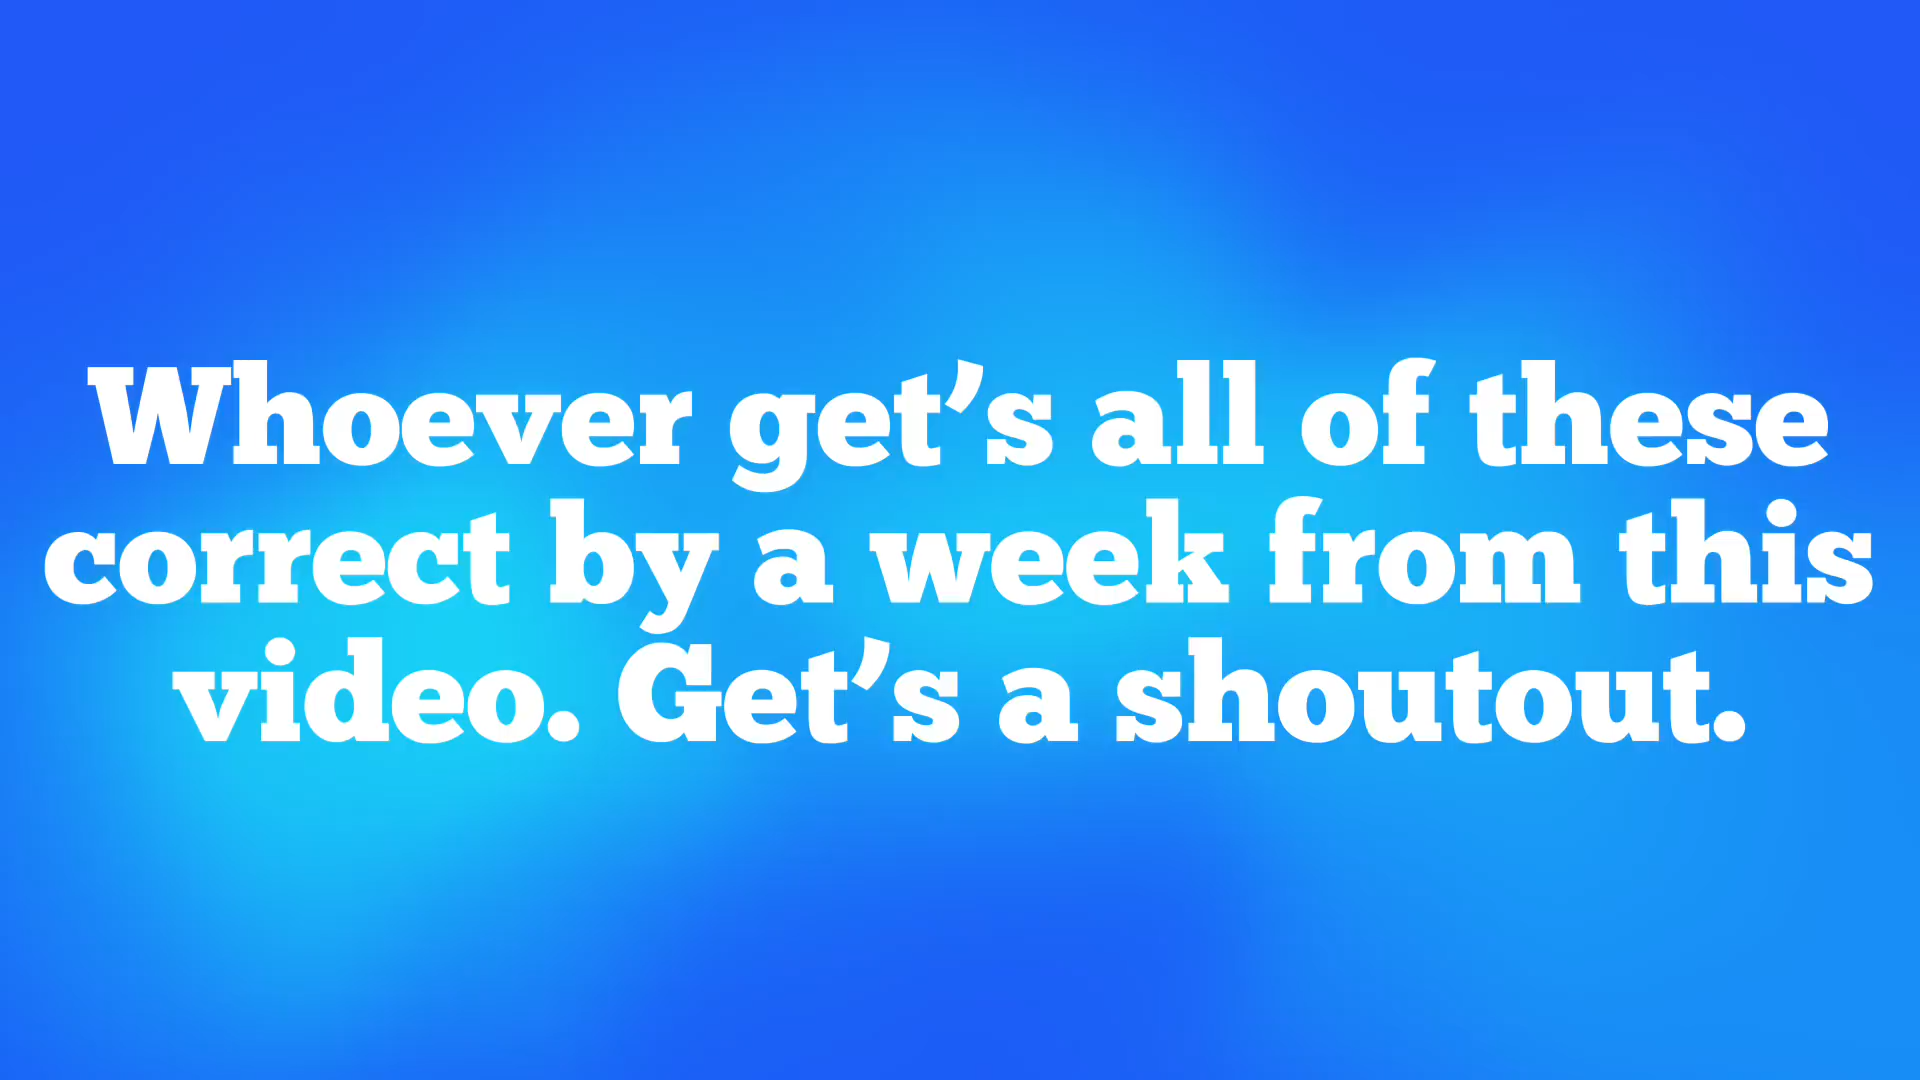 Whoever get’s all of these
correct by a week from this
video. Get’s a shoutout.